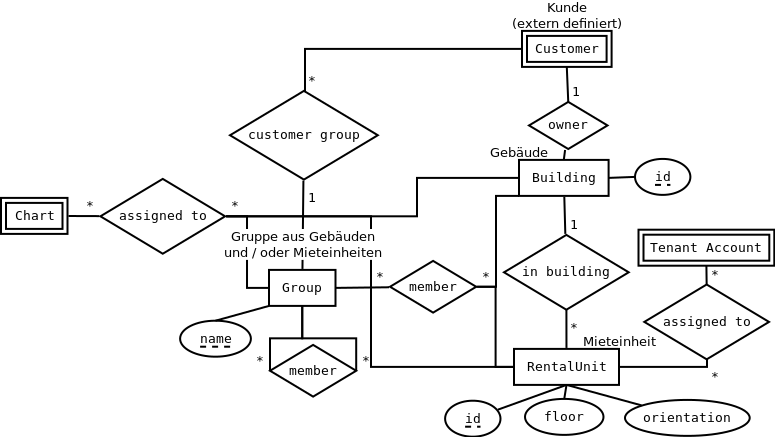 Kunde
(extern definiert)
Customer
*
1
customer group
owner
Gebäude
Building
id
1
*
*
Chart
assigned to
1
Gruppe aus Gebäuden
und / oder Mieteinheiten
in building
Tenant Account
*
*
*
Group
member
assigned to
name
*
Mieteinheit
*
*
member
RentalUnit
*
id
floor
orientation